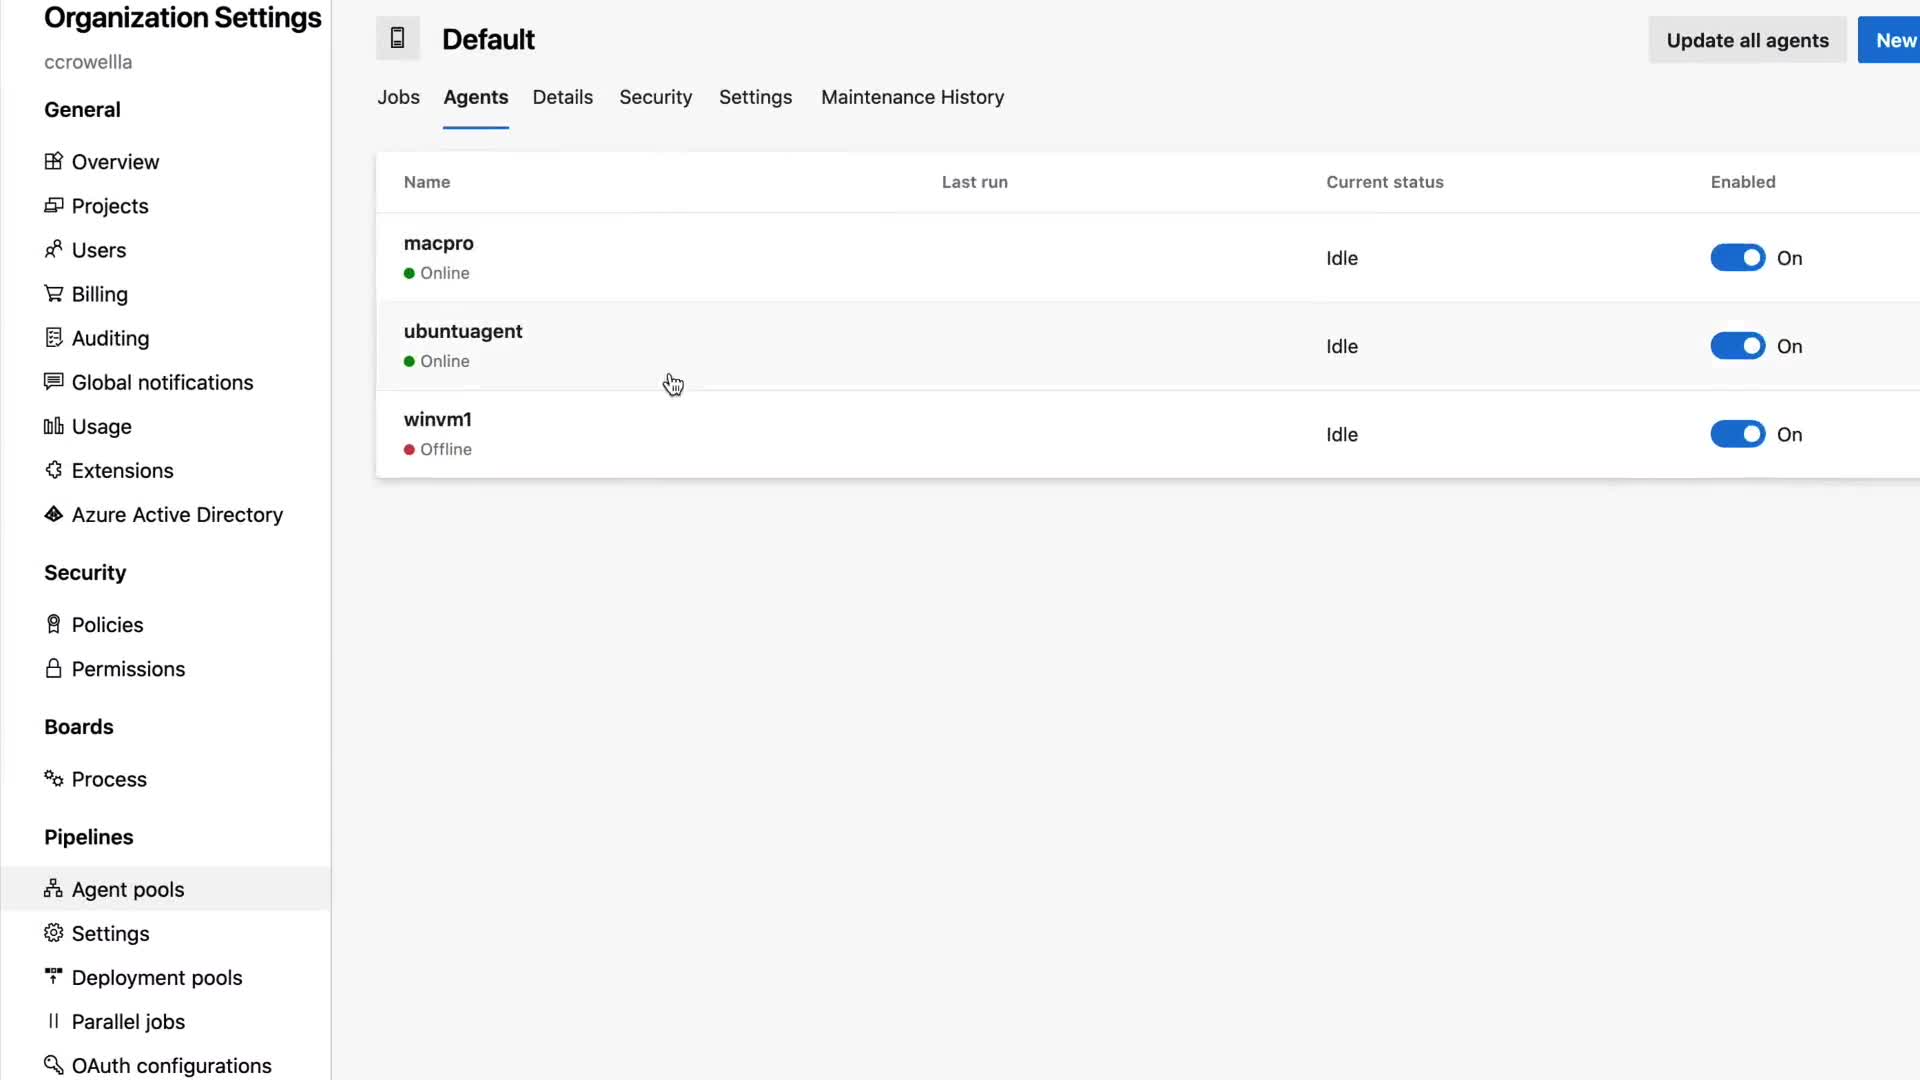 Organization Settings
ccrowellla
General
Overview
Projects
Users
Billing
Auditing
Global notifications
Usage
Extensions
Azure Active Directory
Security
Policies
Permissions
Boards
Process
Pipelines
Agent pools
Settings
Deployment pools
Parallel jobs
OAuth configurations
Default
Update all agents
New
Jobs Agents Details Security Settings Maintenance History
Name Last run Current status Enabled
macpro
Online
Idle
On
ubuntuagent
Online
Idle
On
winvm1
Offline
Idle
On